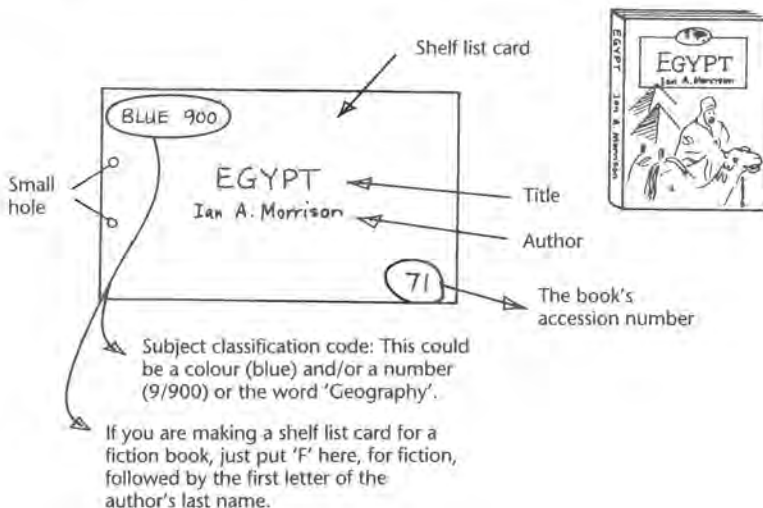 Shelf list card
BLUE 900
EGYPT
Ian A. Morrison
71
Small
hole
Title
Author
The book's
accession number
EGYPT
Ian A. Morrison
EGYPT Ian A. Morrison
Subject classification code: This could
be a colour (blue) and/or a number
(9/900) or the word 'Geography'.
If you are making a shelf list card for a
fiction book, just put 'F' here, for fiction,
followed by the first letter of the
author's last name.